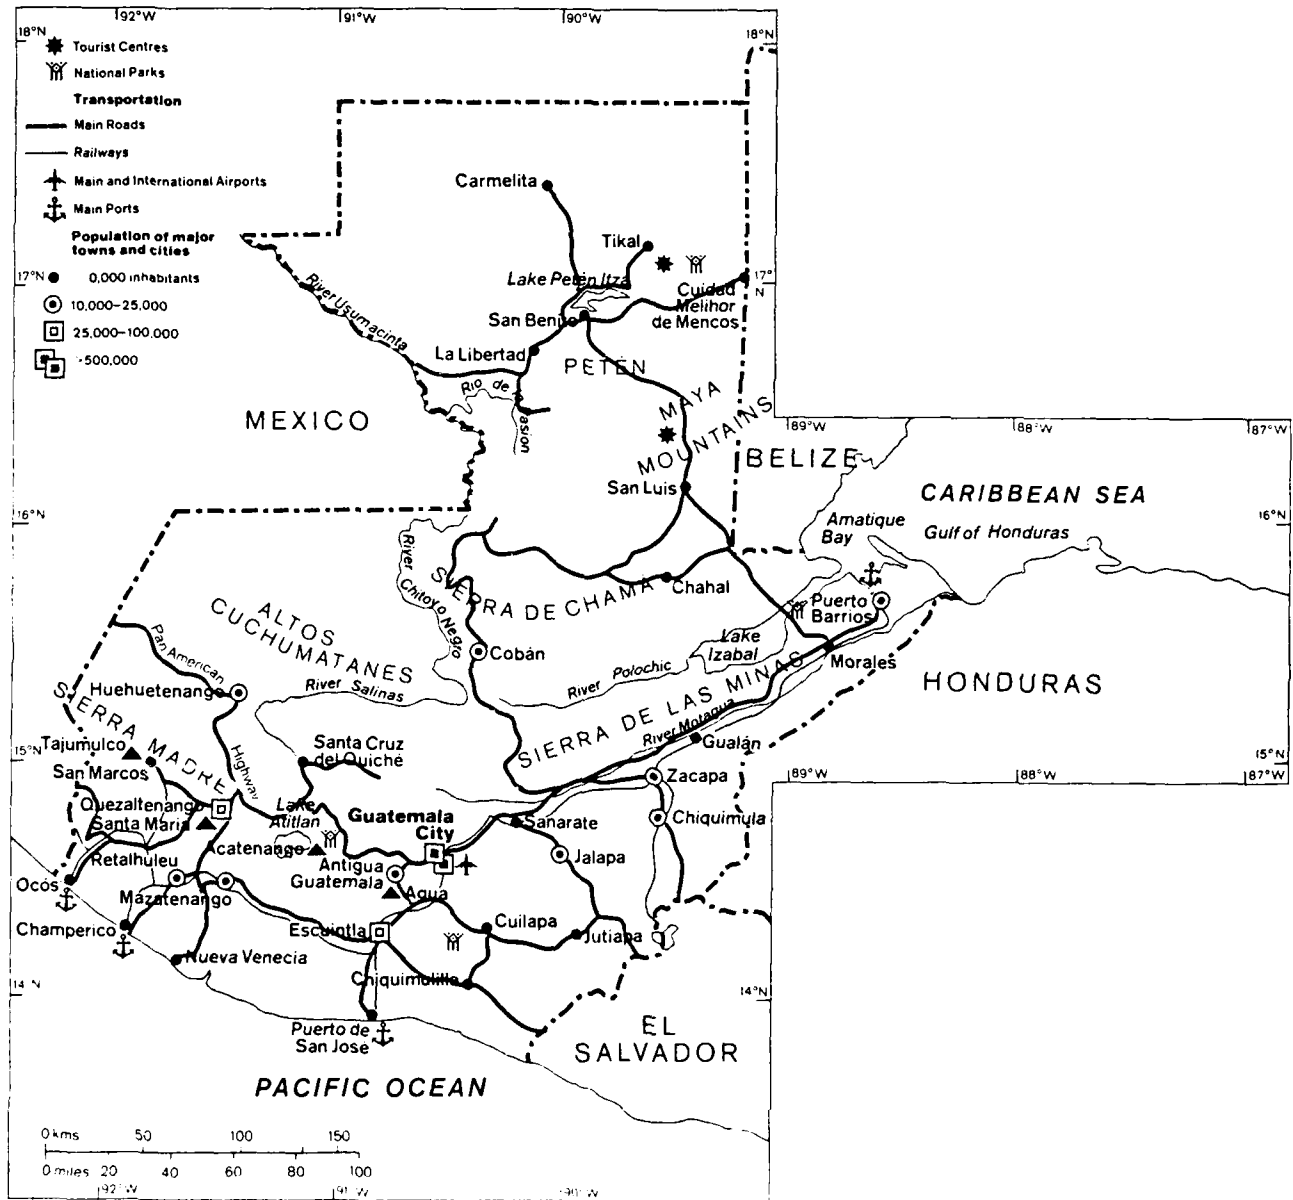 92°W
91°W
90°W
18°N
18°N
Tourist Centres
National Parks
Transportation
Main Roads
Railways
Main and International Airports
Main Ports
Population of major
towns and cities
0,000 inhabitants
10,000–25,000
25,000–100,000
>500,000
Carmelita
Tikal
17°N
17°
N
Lake Petén Itzá
Cuidad
Melihor
de Mencos
River Usumacinta
San Benito
La Libertad
PETÉN
Rio de
MAYA
MOUNTAINS
MEXICO
89°W
88°W
87°W
BELIZE
CARIBBEAN SEA
San Luis
16°N
16°N
Amatique
Bay
Gulf of Honduras
River Chitoyo Negro
SIERRA DE CHAMÁ
Chahal
Puerto
Barrios
ALTOS
CUCHUMATANES
Pan American
Highway
Cobán
Lake
Izabal
River Polochic
Morales
HONDURAS
Huehuetenango
River Salinas
SIERRA DE LAS MINAS
River Motagua
SIERRA MADRE
Tajumulco
San Marcos
Santa Cruz
del Quiché
Gualán
15°N
15°N
89°W
88°W
87°W
Zacapa
Quezaltenango
Santa Maria
Lake
Atitlan
Guatemala
City
Sanarate
Chiquimula
Retalhuleu
Acatenango
Antigua
Guatemala
Jalapa
Agua
Ocós
Mazatenango
Champerico
Escuintla
Cuilapa
Jutiapa
Nueva Venecia
Chiquimulilla
14°N
14°N
Puerto de
San José
EL
SALVADOR
PACIFIC OCEAN
0 kms 50 100 150
0 miles 20 40 60 80 100
92°W
91°W
90°W